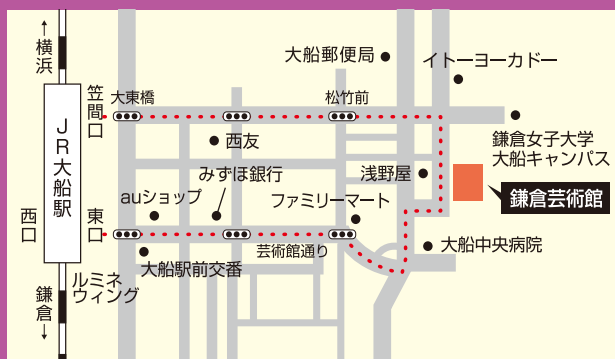 ↑
横浜
笠間口
JR大船駅
西口
東口
ルミネ
ウィング
鎌倉
↓
大船郵便局
イトーヨーカドー
大東橋
松竹前
西友
鎌倉女子大学
大船キャンパス
みずほ銀行
浅野屋
auショップ
ファミリーマート
鎌倉芸術館
芸術館通り
大船中央病院
大船駅前交番